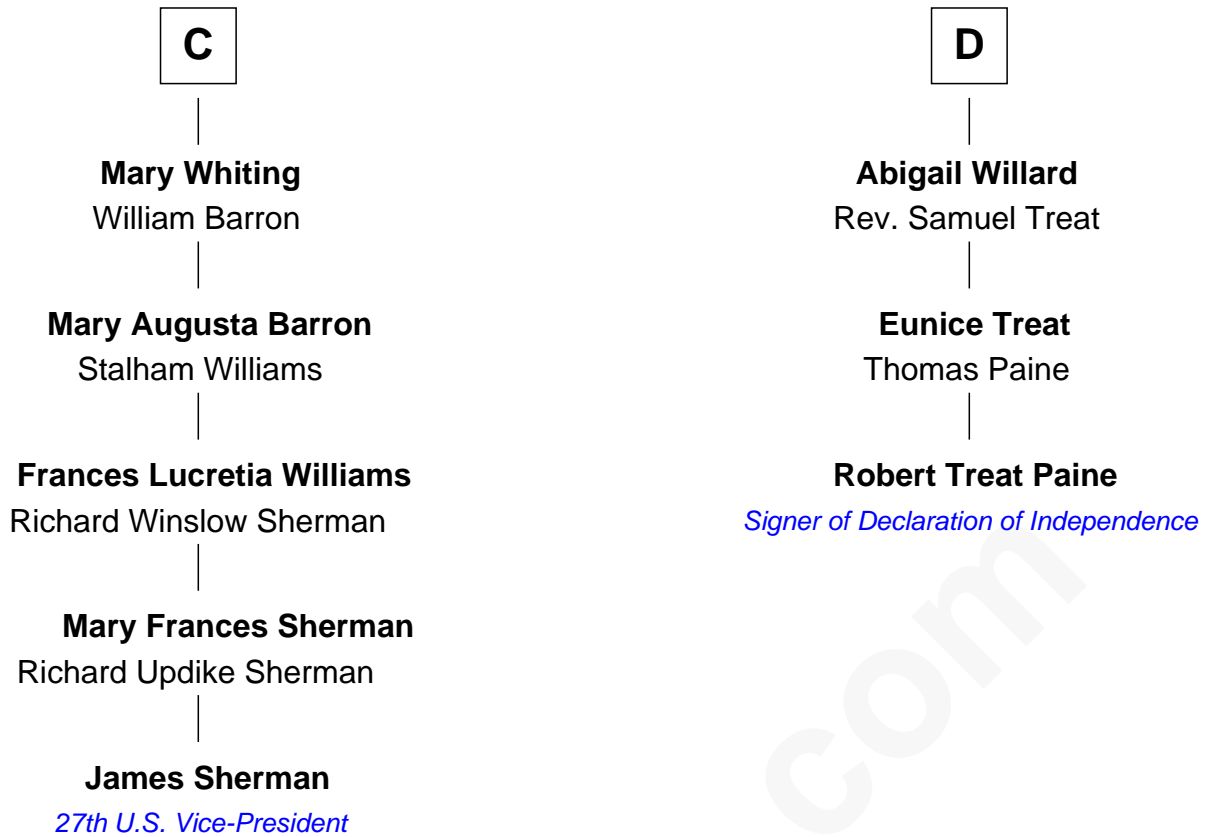 C
Mary Whiting
William Barron
Mary Augusta Barron
Stalham Williams
Frances Lucretia Williams
Richard Winslow Sherman
Mary Frances Sherman
Richard Updike Sherman
James Sherman
27th U.S. Vice-President
D
Abigail Willard
Rev. Samuel Treat
Eunice Treat
Thomas Paine
Robert Treat Paine
Signer of Declaration of Independence
com